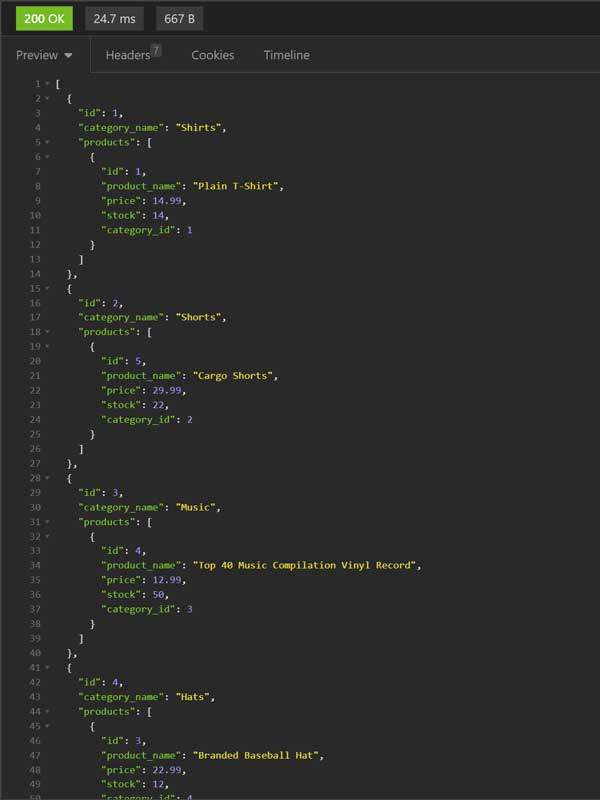 200 OK 24.7 ms 667 B
Preview Headers 7 Cookies Timeline
1 [
2 {
3 "id": 1,
4 "category_name": "Shirts",
5 "products": [
6 {
7 "id": 1,
8 "product_name": "Plain T-Shirt",
9 "price": 14.99,
10 "stock": 14,
11 "category_id": 1
12 }
13 ]
14 },
15 {
16 "id": 2,
17 "category_name": "Shorts",
18 "products": [
19 {
20 "id": 5,
21 "product_name": "Cargo Shorts",
22 "price": 29.99,
23 "stock": 22,
24 "category_id": 2
25 }
26 ]
27 },
28 {
29 "id": 3,
30 "category_name": "Music",
31 "products": [
32 {
33 "id": 4,
34 "product_name": "Top 40 Music Compilation Vinyl Record",
35 "price": 12.99,
36 "stock": 50,
37 "category_id": 3
38 }
39 ]
40 },
41 {
42 "id": 4,
43 "category_name": "Hats",
44 "products": [
45 {
46 "id": 3,
47 "product_name": "Branded Baseball Hat",
48 "price": 22.99,
49 "stock": 12,
50 "category_id": 4